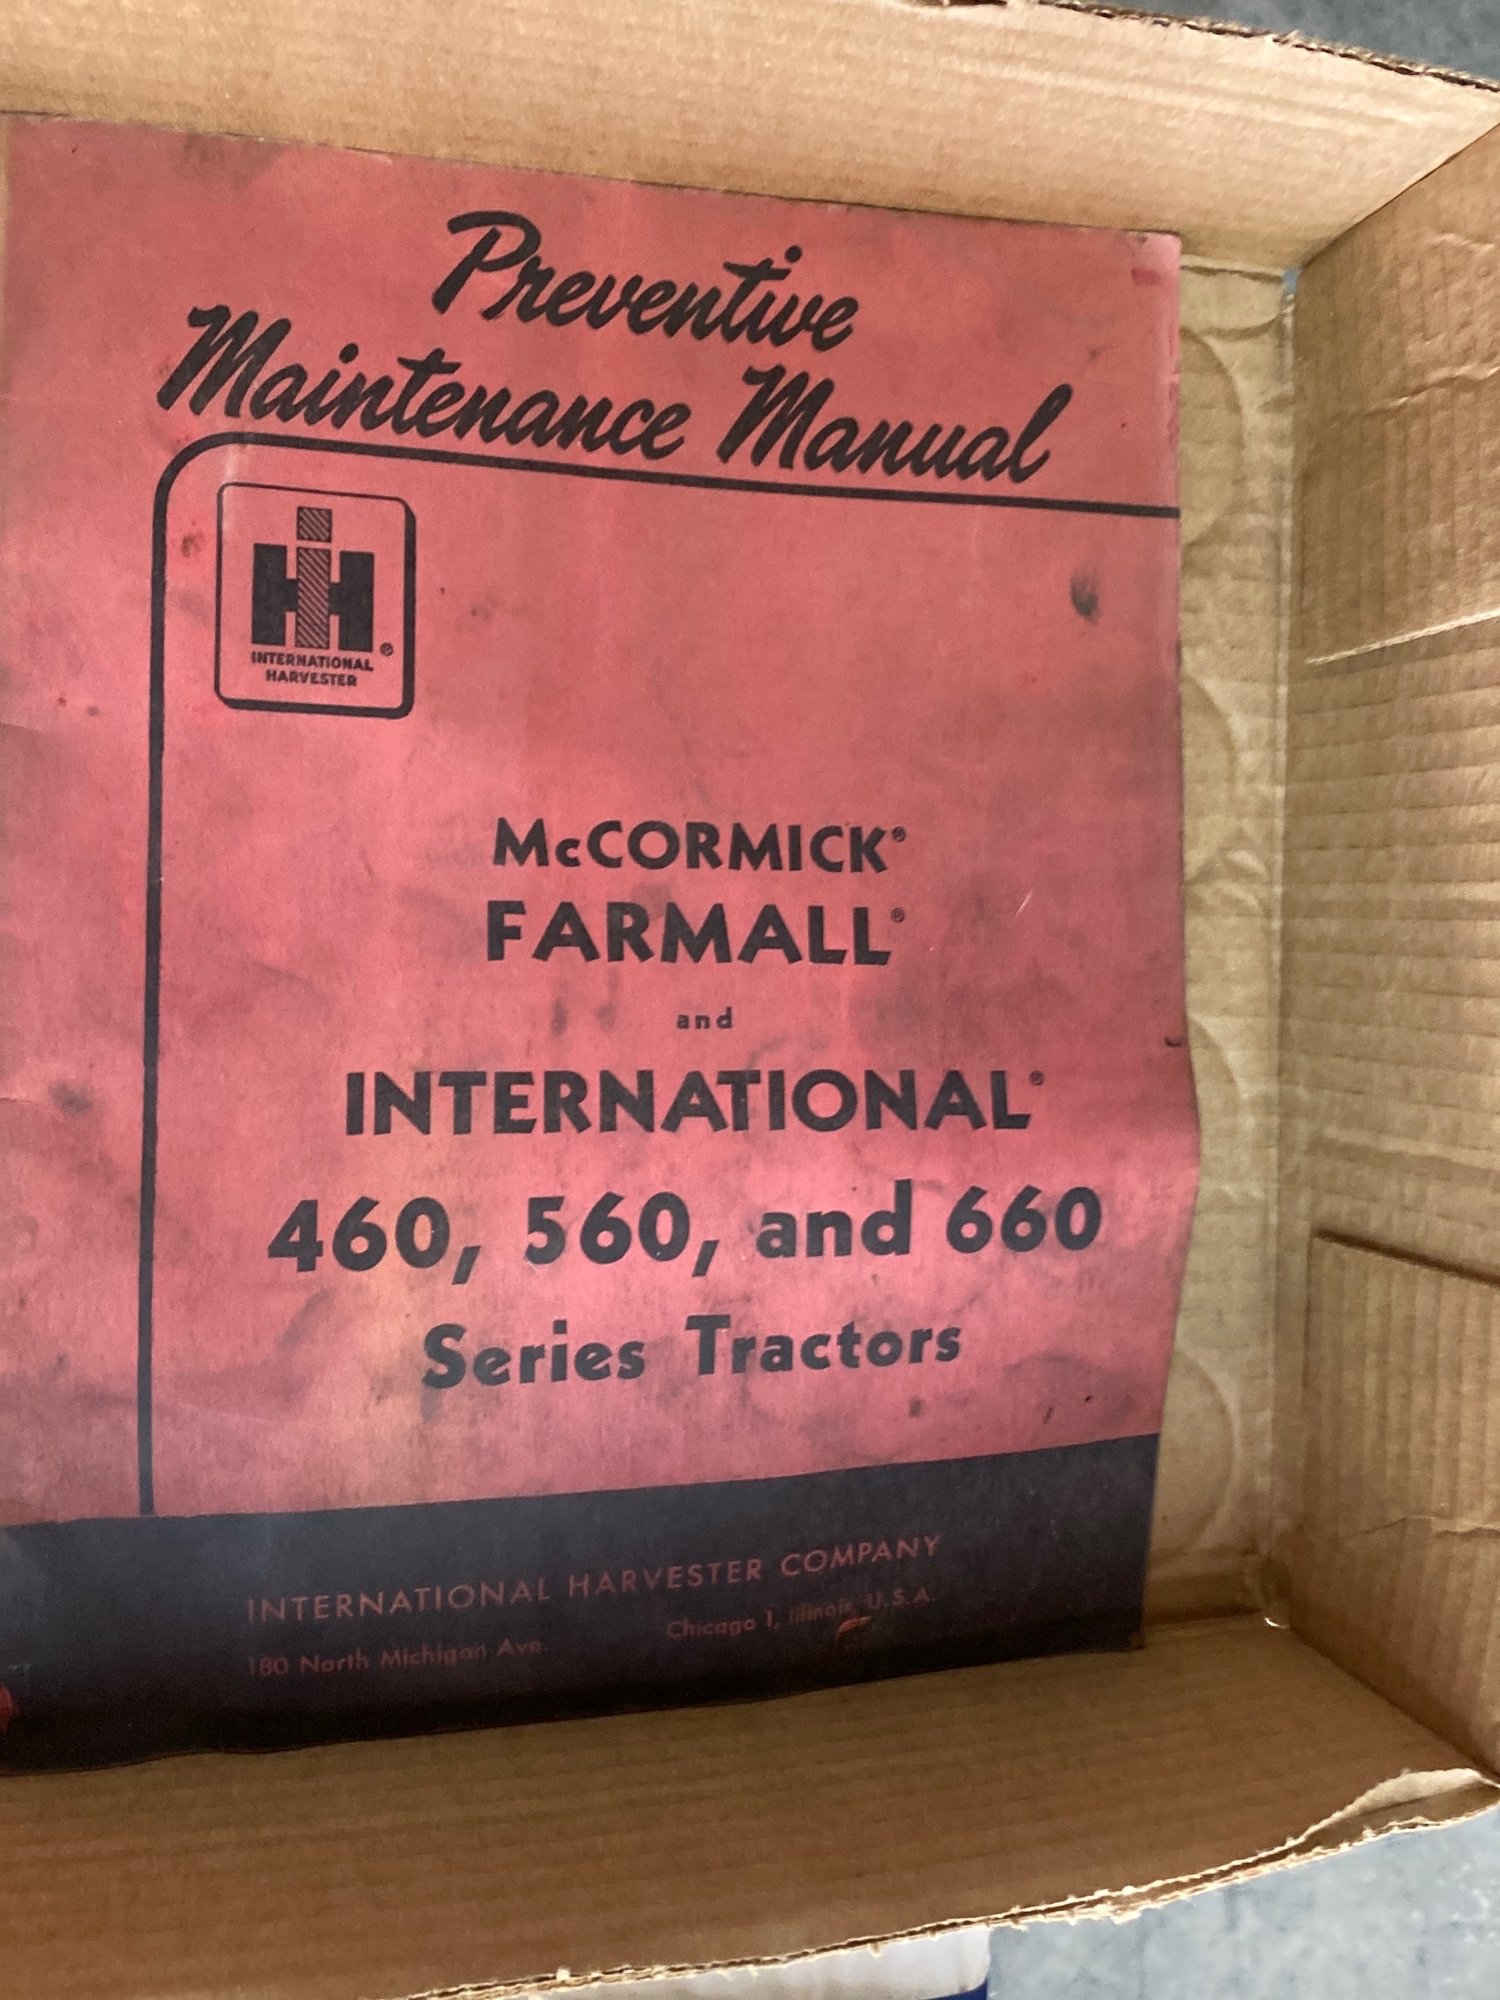 Preventive
Maintenance Manual
IH
INTERNATIONAL
HARVESTER ®
McCORMICK®
FARMALL®
and
INTERNATIONAL®
460, 560, and 660
Series Tractors
INTERNATIONAL HARVESTER COMPANY
180 North Michigan Ave. Chicago 1, Illinois, U.S.A.